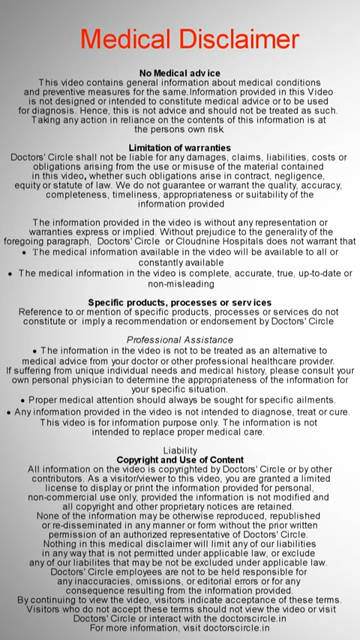 Medical Disclaimer
No Medical advice
This video contains general information about medical conditions
and preventive measures for the same.Information provided in this Video
is not designed or intended to constitute medical advice or to be used
for diagnosis. Hence, this is not advice and should not be treated as such.
Taking any action in reliance on the contents of this information is at
the persons own risk
Limitation of warranties
Doctors' Circle shall not be liable for any damages, claims, liabilities, costs or
obligations arising from the use or misuse of the material contained
in this video, whether such obligations arise in contract, negligence,
equity or statute of law. We do not guarantee or warrant the quality, accuracy,
completeness, timeliness, appropriateness or suitability of the
information provided
The information provided in the video is without any representation or
warranties express or implied. Without prejudice to the generality of the
foregoing paragraph, Doctors' Circle or Cloudnine Hospitals does not warrant that
• The medical information available in the video will be available to all or
constantly available
• The medical information in the video is complete, accurate, true, up-to-date or
non-misleading
Specific products, processes or services
Reference to or mention of specific products, processes or services do not
constitute or imply a recommendation or endorsement by Doctors' Circle
Professional Assistance
• The information in the video is not to be treated as an alternative to
medical advice from your doctor or other professional healthcare provider.
If suffering from unique individual needs and medical history, please consult your
own personal physician to determine the appropriateness of the information for
your specific situation.
• Proper medical attention should always be sought for specific ailments.
• Any information provided in the video is not intended to diagnose, treat or cure.
This video is for information purpose only. The information is not
intended to replace proper medical care.
Liability
Copyright and Use of Content
All information on the video is copyrighted by Doctors' Circle or by other
contributors. As a visitor/viewer to this video, you are granted a limited
license to display or print the information provided for personal,
non-commercial use only, provided the information is not modified and
all copyright and other proprietary notices are retained.
None of the information may be otherwise reproduced, republished
or re-disseminated in any manner or form without the prior written
permission of an authorized representative of Doctors' Circle.
Nothing in this medical disclaimer will limit any of our liabilities
in any way that is not permitted under applicable law, or exclude
any of our liabilites that may be not be excluded under applicable law.
Doctors' Circle employees are not to be held responsible for
any inaccuracies, omissions, or editorial errors or for any
consequence resulting from the information provided.
By continuing to view the video, visitors indicate acceptance of these terms.
Visitors who do not accept these terms should not view the video or visit
Doctors' Circle or interact with the doctorscircle.in
For more information, visit doctorscircle.in